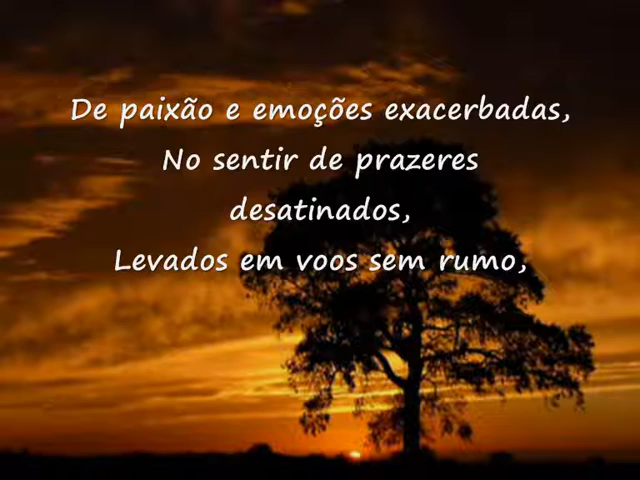 De paixão e emoções exacerbadas,
No sentir de prazeres
desatinados,
Levados em voos sem rumo,